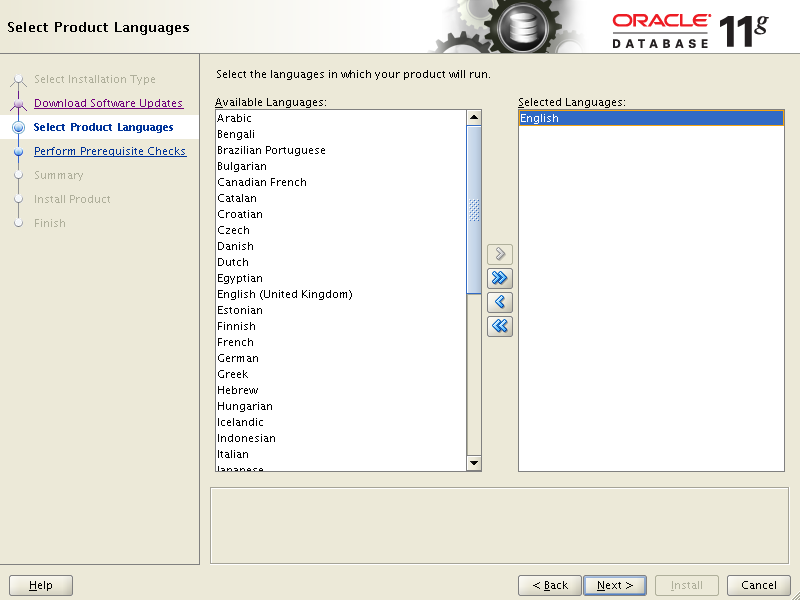 Select Product Languages
ORACLE
DATABASE
11g
Select Installation Type
Download Software Updates
Select Product Languages
Perform Prerequisite Checks
Summary
Install Product
Finish
Select the languages in which your product will run.
Available Languages:
Arabic
Bengali
Brazilian Portuguese
Bulgarian
Canadian French
Catalan
Croatian
Czech
Danish
Dutch
Egyptian
English (United Kingdom)
Estonian
Finnish
French
German
Greek
Hebrew
Hungarian
Icelandic
Indonesian
Italian
Japanese
Selected Languages:
English
Help
< Back
Next >
Install
Cancel